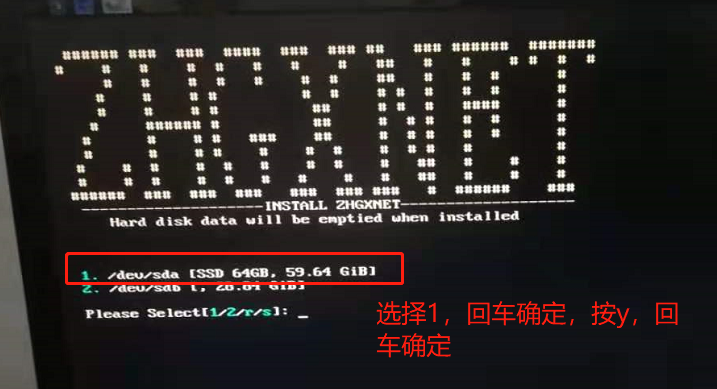 ZHGXNET
--------------------INSTALL ZHGXNET--------------------
Hard disk data will be emptied when installed
1. /dev/sda [SSD 64GB, 59.64 GiB]
2. /dev/sdb [, 28.84 GiB]
Please Select[1/2/r/s]: _
选择1，回车确定，按y，回
车确定